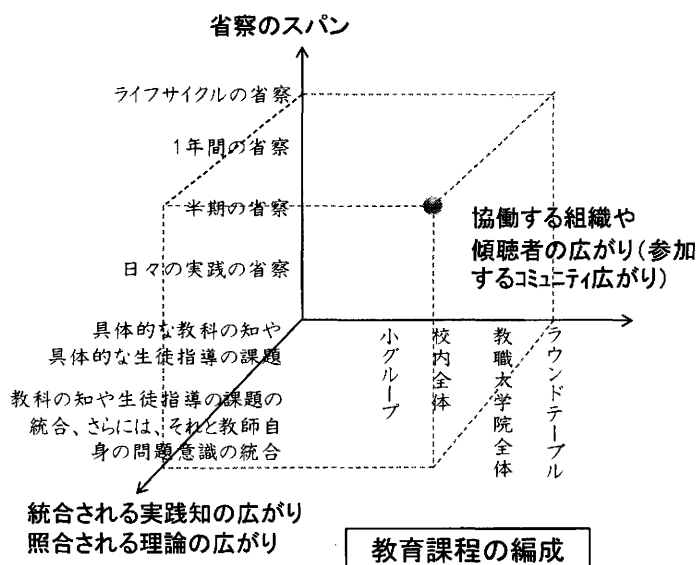 省察のスパン
ライフサイクルの省察
1年間の省察
半期の省察
日々の実践の省察
協働する組織や
傾聴者の広がり(参加
するコミュニティ広がり)
具体的な教科の知や
具体的な生徒指導の課題
教科の知や生徒指導の課題の
統合、さらには、それと教師自
身の問題意識の統合
小グループ
校内全体
教職大学院全体
ラウンドテーブル
統合される実践知の広がり
照合される理論の広がり
教育課程の編成